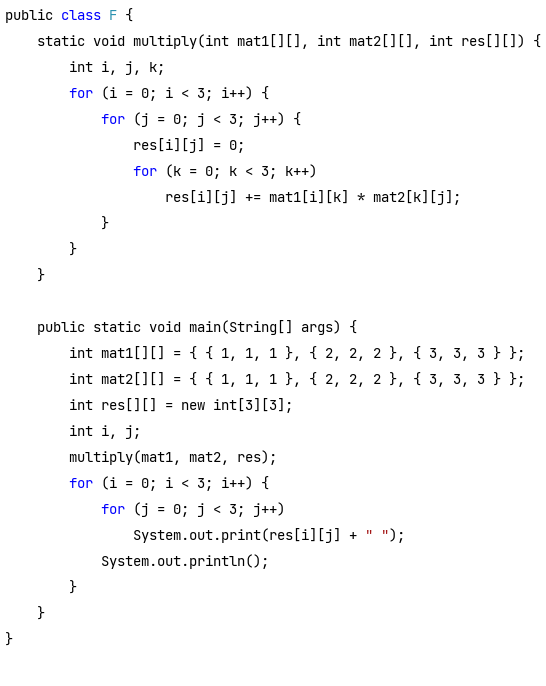 public class F {
    static void multiply(int mat1[][], int mat2[][], int res[][]) {
        int i, j, k;
        for (i = 0; i < 3; i++) {
            for (j = 0; j < 3; j++) {
                res[i][j] = 0;
                for (k = 0; k < 3; k++)
                    res[i][j] += mat1[i][k] * mat2[k][j];
            }
        }
    }

    public static void main(String[] args) {
        int mat1[][] = { { 1, 1, 1 }, { 2, 2, 2 }, { 3, 3, 3 } };
        int mat2[][] = { { 1, 1, 1 }, { 2, 2, 2 }, { 3, 3, 3 } };
        int res[][] = new int[3][3];
        int i, j;
        multiply(mat1, mat2, res);
        for (i = 0; i < 3; i++) {
            for (j = 0; j < 3; j++)
                System.out.print(res[i][j] + " ");
            System.out.println();
        }
    }
}